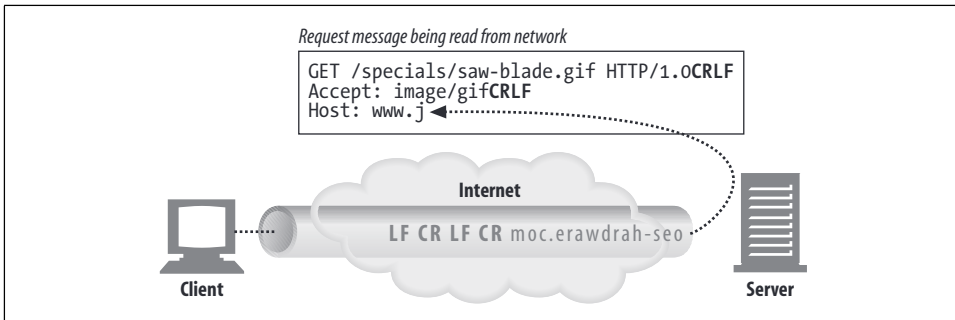 Request message being read from network
GET /specials/saw-blade.gif HTTP/1.0CRLF
Accept: image/gifCRLF
Host: www.j
Internet
LF CR LF CR moc.erawdrah-seo
Client
Server